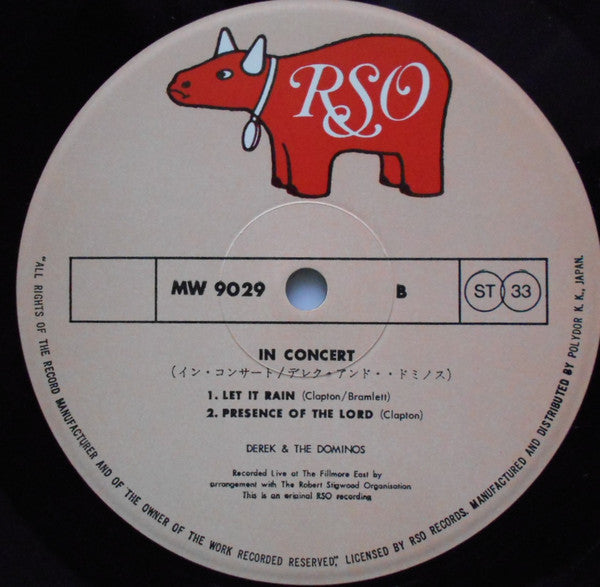 RSO
MW 9029 B ST 33
IN CONCERT
(イン・コンサート/デレク・アンド・・ドミノス)
1. LET IT RAIN (Clapton/Bramlett)
2. PRESENCE OF THE LORD (Clapton)
DEREK & THE DOMINOS
Recorded Live at The Fillmore East by
arrangement with The Robert Stigwood Organisation
This is an original RSO recording
"ALL RIGHTS OF THE RECORD MANUFACTURER AND OF THE OWNER OF THE WORK RECORDED RESERVED", LICENSED BY RSO RECORDS. MANUFACTURED AND DISTRIBUTED BY POLYDOR K. K., JAPAN.